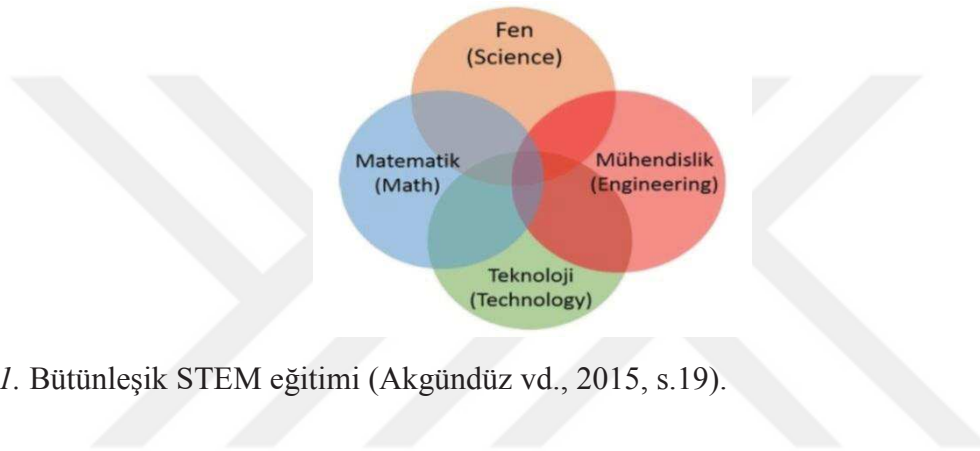 Fen
(Science)
Matematik
(Math)
Mühendislik
(Engineering)
Teknoloji
(Technology)
1. Bütünleşik STEM eğitimi (Akgündüz vd., 2015, s.19).